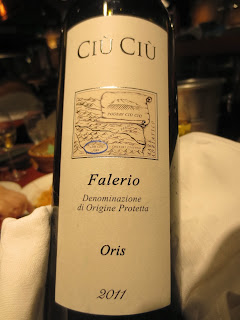 CIÙ CIÙ
Falerio
Denominazione
di Origine Protetta
Oris
2011